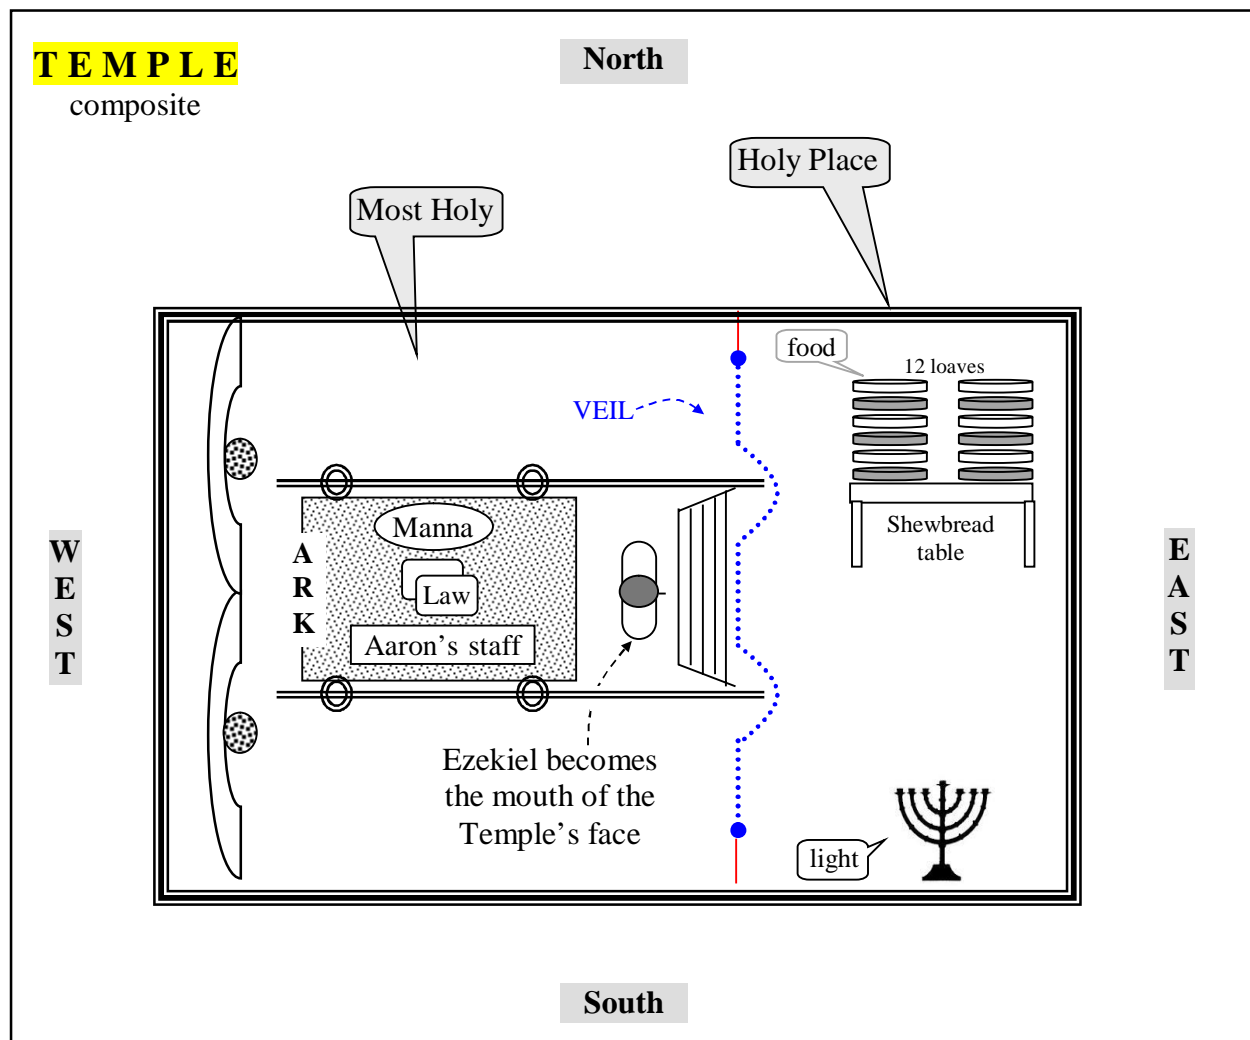 T E M P L E
composite
North
Holy Place
Most Holy
food
12 loaves
VEIL
Manna
A
R
K
Law
Aaron’s staff
Shewbread
table
W
E
S
T
E
A
S
T
Ezekiel becomes
the mouth of the
Temple’s face
light
South